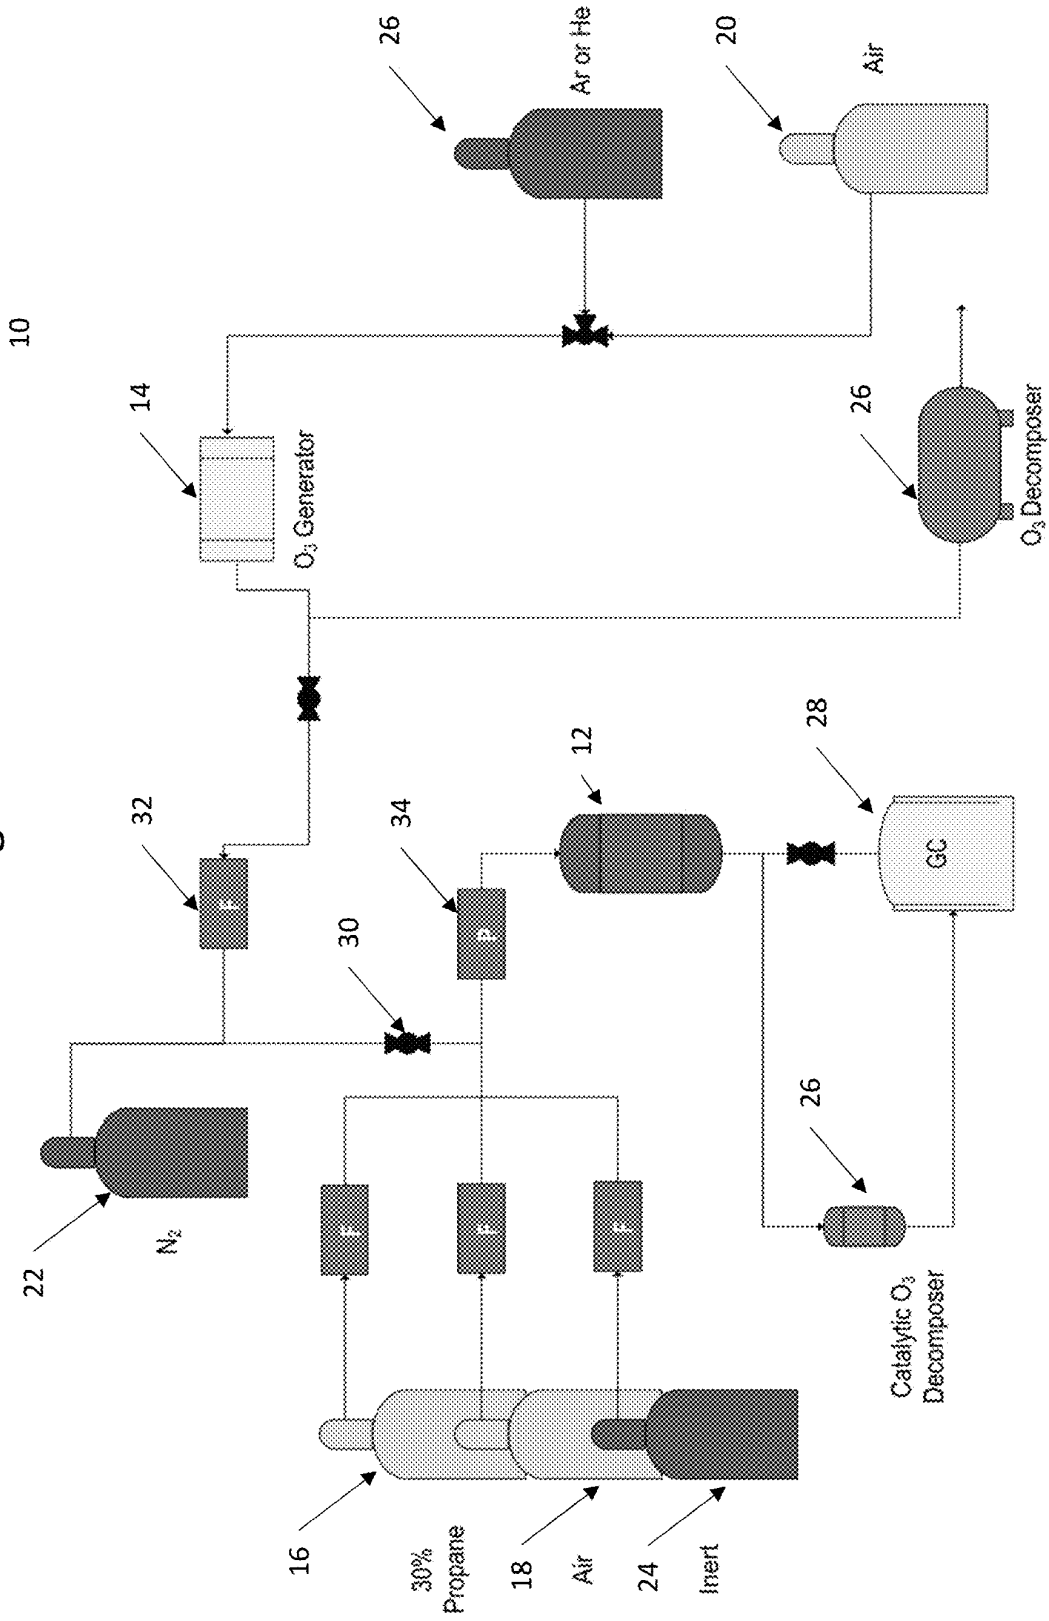 10
22
32
14
N₂
F
16
O₃ Generator
30
F
26
34
30%
Propane
P
F
18
Air
12
Ar or He
F
24
Inert
20
26
28
26
Air
Catalytic O₃
Decomposer
GC
O₃ Decomposer